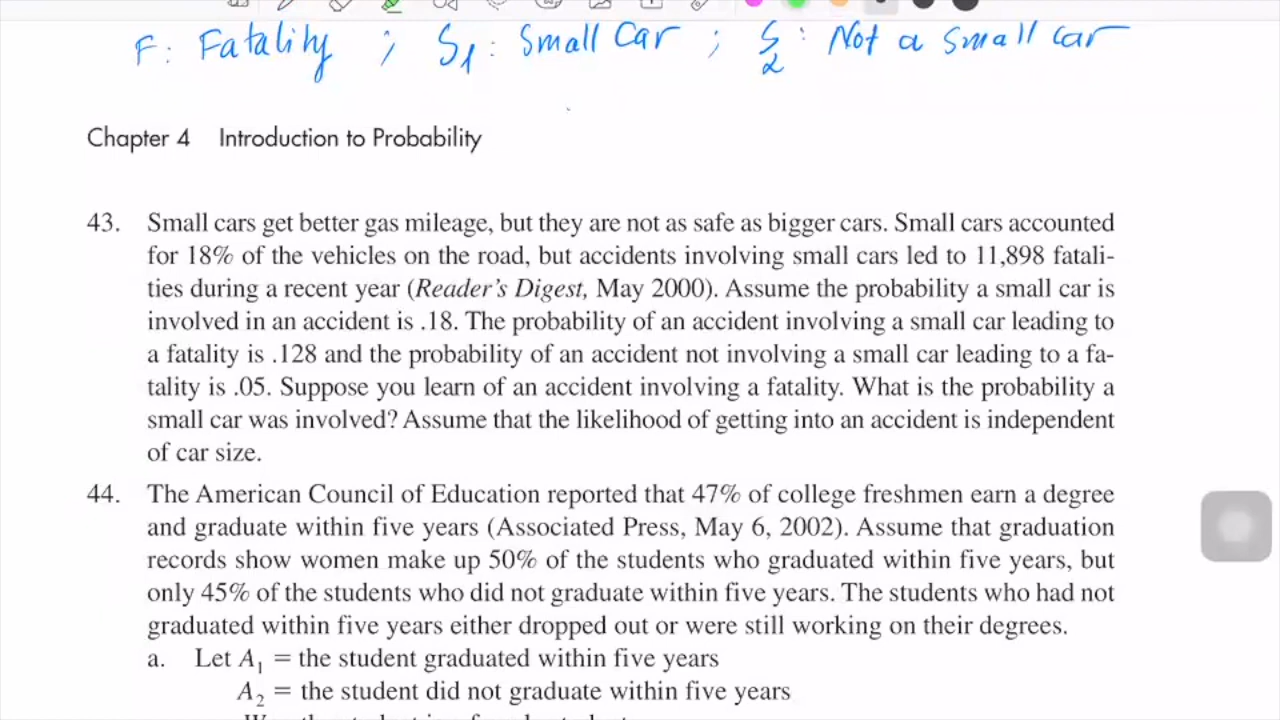 F: Fatality ; S1: Small Car ; S2: Not a small car
Chapter 4 Introduction to Probability
43. Small cars get better gas mileage, but they are not as safe as bigger cars. Small cars accounted
for 18% of the vehicles on the road, but accidents involving small cars led to 11,898 fatali-
ties during a recent year (Reader's Digest, May 2000). Assume the probability a small car is
involved in an accident is .18. The probability of an accident involving a small car leading to
a fatality is .128 and the probability of an accident not involving a small car leading to a fa-
tality is .05. Suppose you learn of an accident involving a fatality. What is the probability a
small car was involved? Assume that the likelihood of getting into an accident is independent
of car size.
44. The American Council of Education reported that 47% of college freshmen earn a degree
and graduate within five years (Associated Press, May 6, 2002). Assume that graduation
records show women make up 50% of the students who graduated within five years, but
only 45% of the students who did not graduate within five years. The students who had not
graduated within five years either dropped out or were still working on their degrees.
a. Let A1 = the student graduated within five years
A2 = the student did not graduate within five years